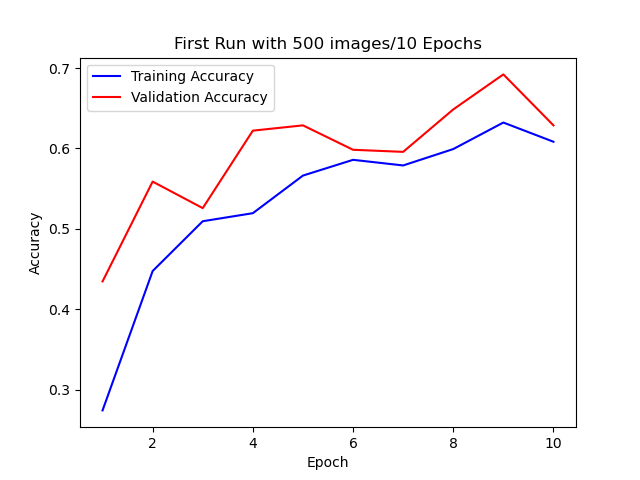 First Run with 500 images/10 Epochs
Training Accuracy
Validation Accuracy
0.7
0.6
0.5
0.4
0.3
Accuracy
2 4 6 8 10
Epoch